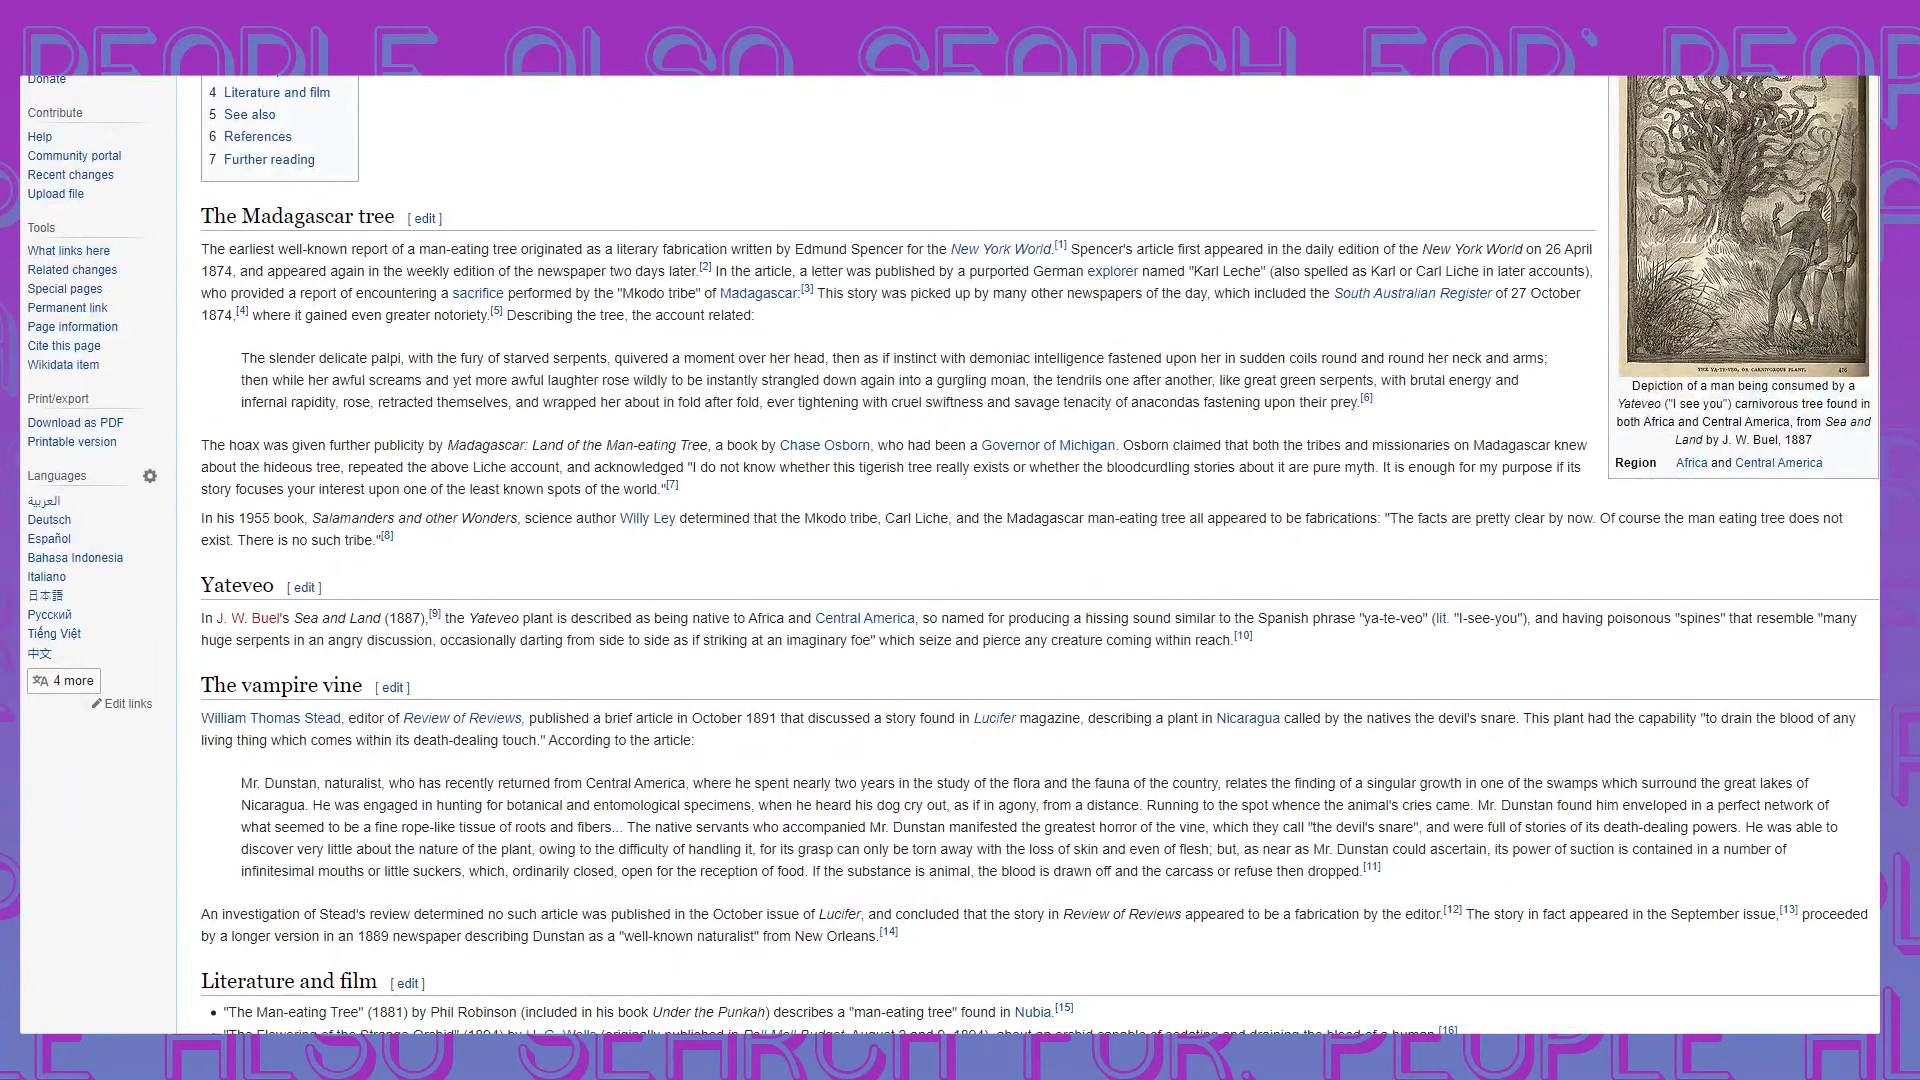 PEOPLE ALSO SEARCH FOR: PEOP
Donate
Contribute
Help
Community portal
Recent changes
Upload file
Tools
What links here
Related changes
Special pages
Permanent link
Page information
Cite this page
Wikidata item
Print/export
Download as PDF
Printable version
Languages
العربية
Deutsch
Español
Bahasa Indonesia
Italiano
日本語
Русский
Tiếng Việt
中文
4 more
Edit links
4 Literature and film
5 See also
6 References
7 Further reading
The Madagascar tree [ edit ]
The earliest well-known report of a man-eating tree originated as a literary fabrication written by Edmund Spencer for the New York World.[1] Spencer's article first appeared in the daily edition of the New York World on 26 April
1874, and appeared again in the weekly edition of the newspaper two days later.[2] In the article, a letter was published by a purported German explorer named "Karl Leche" (also spelled as Karl or Carl Liche in later accounts),
who provided a report of encountering a sacrifice performed by the "Mkodo tribe" of Madagascar:[3] This story was picked up by many other newspapers of the day, which included the South Australian Register of 27 October
1874,[4] where it gained even greater notoriety.[5] Describing the tree, the account related:
The slender delicate palpi, with the fury of starved serpents, quivered a moment over her head, then as if instinct with demoniac intelligence fastened upon her in sudden coils round and round her neck and arms;
then while her awful screams and yet more awful laughter rose wildly to be instantly strangled down again into a gurgling moan, the tendrils one after another, like great green serpents, with brutal energy and
infernal rapidity, rose, retracted themselves, and wrapped her about in fold after fold, ever tightening with cruel swiftness and savage tenacity of anacondas fastening upon their prey.[6]
The hoax was given further publicity by Madagascar: Land of the Man-eating Tree, a book by Chase Osborn, who had been a Governor of Michigan. Osborn claimed that both the tribes and missionaries on Madagascar knew
about the hideous tree, repeated the above Liche account, and acknowledged "I do not know whether this tigerish tree really exists or whether the bloodcurdling stories about it are pure myth. It is enough for my purpose if its
story focuses your interest upon one of the least known spots of the world."[7]
In his 1955 book, Salamanders and other Wonders, science author Willy Ley determined that the Mkodo tribe, Carl Liche, and the Madagascar man-eating tree all appeared to be fabrications: "The facts are pretty clear by now. Of course the man eating tree does not
exist. There is no such tribe."[8]
THE YA-TE-VEO, OR CARNIVOROUS PLANT. 476
Depiction of a man being consumed by a
Yateveo ("I see you") carnivorous tree found in
both Africa and Central America, from Sea and
Land by J. W. Buel, 1887
Region Africa and Central America
Yateveo [ edit ]
In J. W. Buel's Sea and Land (1887),[9] the Yateveo plant is described as being native to Africa and Central America, so named for producing a hissing sound similar to the Spanish phrase "ya-te-veo" (lit. "I-see-you"), and having poisonous "spines" that resemble "many
huge serpents in an angry discussion, occasionally darting from side to side as if striking at an imaginary foe" which seize and pierce any creature coming within reach.[10]
The vampire vine [ edit ]
William Thomas Stead, editor of Review of Reviews, published a brief article in October 1891 that discussed a story found in Lucifer magazine, describing a plant in Nicaragua called by the natives the devil's snare. This plant had the capability "to drain the blood of any
living thing which comes within its death-dealing touch." According to the article:
Mr. Dunstan, naturalist, who has recently returned from Central America, where he spent nearly two years in the study of the flora and the fauna of the country, relates the finding of a singular growth in one of the swamps which surround the great lakes of
Nicaragua. He was engaged in hunting for botanical and entomological specimens, when he heard his dog cry out, as if in agony, from a distance. Running to the spot whence the animal's cries came. Mr. Dunstan found him enveloped in a perfect network of
what seemed to be a fine rope-like tissue of roots and fibers... The native servants who accompanied Mr. Dunstan manifested the greatest horror of the vine, which they call "the devil's snare", and were full of stories of its death-dealing powers. He was able to
discover very little about the nature of the plant, owing to the difficulty of handling it, for its grasp can only be torn away with the loss of skin and even of flesh; but, as near as Mr. Dunstan could ascertain, its power of suction is contained in a number of
infinitesimal mouths or little suckers, which, ordinarily closed, open for the reception of food. If the substance is animal, the blood is drawn off and the carcass or refuse then dropped.[11]
An investigation of Stead's review determined no such article was published in the October issue of Lucifer, and concluded that the story in Review of Reviews appeared to be a fabrication by the editor.[12] The story in fact appeared in the September issue,[13] proceeded
by a longer version in an 1889 newspaper describing Dunstan as a "well-known naturalist" from New Orleans.[14]
Literature and film [ edit ]
"The Man-eating Tree" (1881) by Phil Robinson (included in his book Under the Punkah) describes a "man-eating tree" found in Nubia.[15]
"The Flowering of the Strange Orchid" (1894) by H. G. Wells (originally published in Pall Mall Budget, August 2 and 9, 1894), about an orchid capable of sedating and draining the blood of a human.[16]
LE ALSO SEARCH FOR: PEOPLE AL